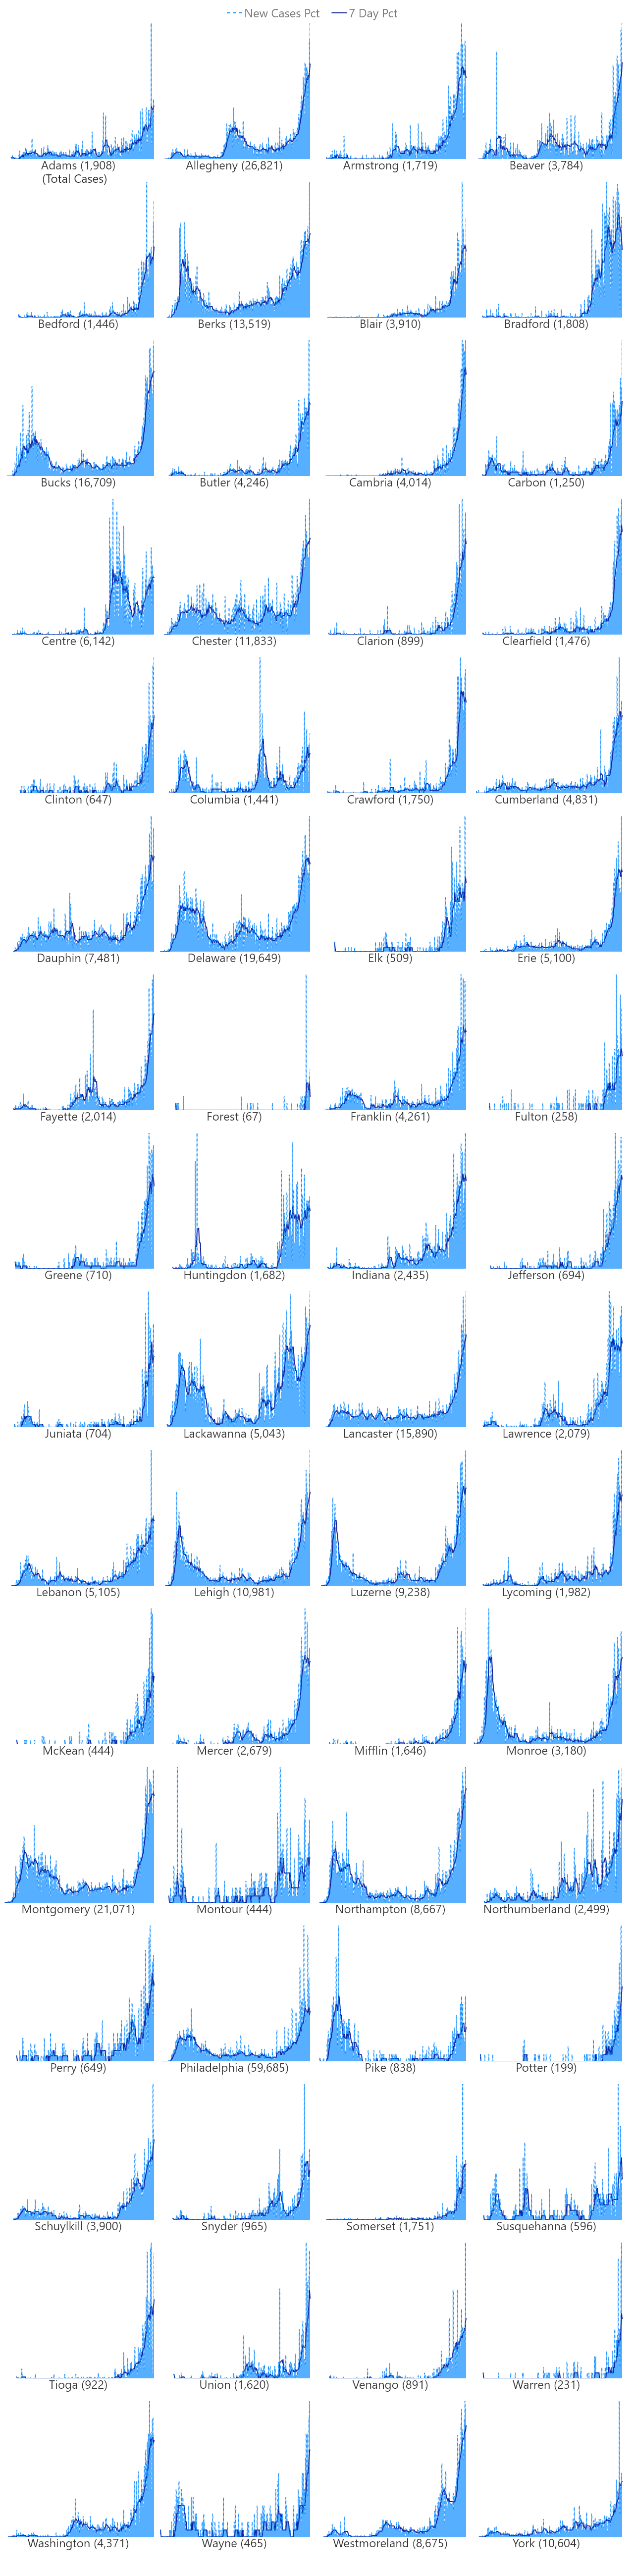 New Cases Pct 7 Day Pct
Adams (1,908) Allegheny (26,821) Armstrong (1,719) Beaver (3,784)
(Total Cases)
Bedford (1,446) Berks (13,519) Blair (3,910) Bradford (1,808)
Bucks (16,709) Butler (4,246) Cambria (4,014) Carbon (1,250)
Centre (6,142) Chester (11,833) Clarion (899) Clearfield (1,476)
Clinton (647) Columbia (1,441) Crawford (1,750) Cumberland (4,831)
Dauphin (7,481) Delaware (19,649) Elk (509) Erie (5,100)
Fayette (2,014) Forest (67) Franklin (4,261) Fulton (258)
Greene (710) Huntingdon (1,682) Indiana (2,435) Jefferson (694)
Juniata (704) Lackawanna (5,043) Lancaster (15,890) Lawrence (2,079)
Lebanon (5,105) Lehigh (10,981) Luzerne (9,238) Lycoming (1,982)
McKean (444) Mercer (2,679) Mifflin (1,646) Monroe (3,180)
Montgomery (21,071) Montour (444) Northampton (8,667) Northumberland (2,499)
Perry (649) Philadelphia (59,685) Pike (838) Potter (199)
Schuylkill (3,900) Snyder (965) Somerset (1,751) Susquehanna (596)
Tioga (922) Union (1,620) Venango (891) Warren (231)
Washington (4,371) Wayne (465) Westmoreland (8,675) York (10,604)